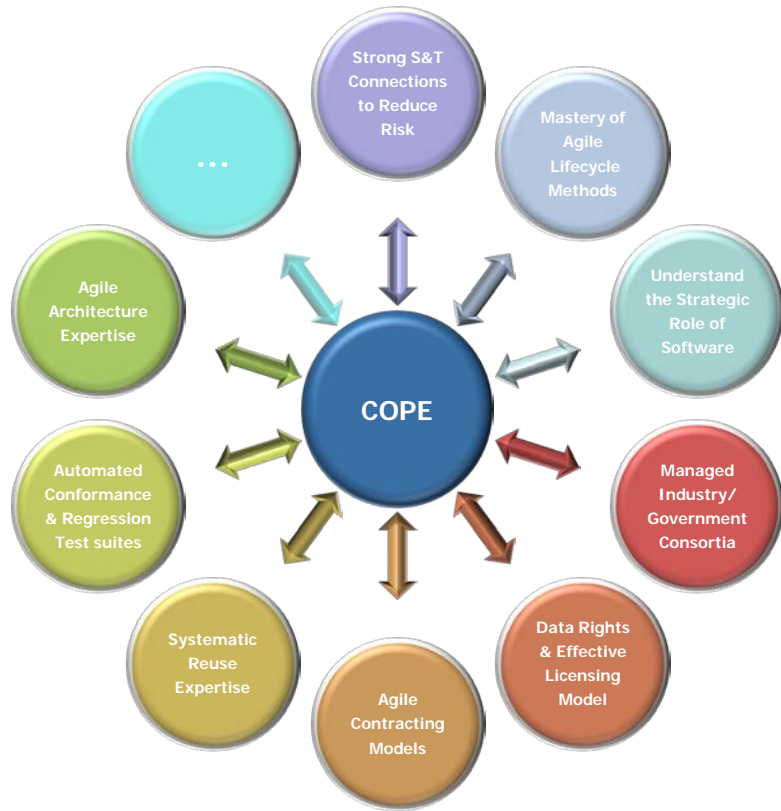 Strong S&T
Connections
to Reduce
Risk
Mastery of
Agile
Lifecycle
Methods
Understand
the Strategic
Role of
Software
Managed
Industry/
Government
Consortia
Data Rights
& Effective
Licensing
Model
Agile
Contracting
Models
Systematic
Reuse
Expertise
Automated
Conformance
& Regression
Test suites
Agile
Architecture
Expertise
...
COPE